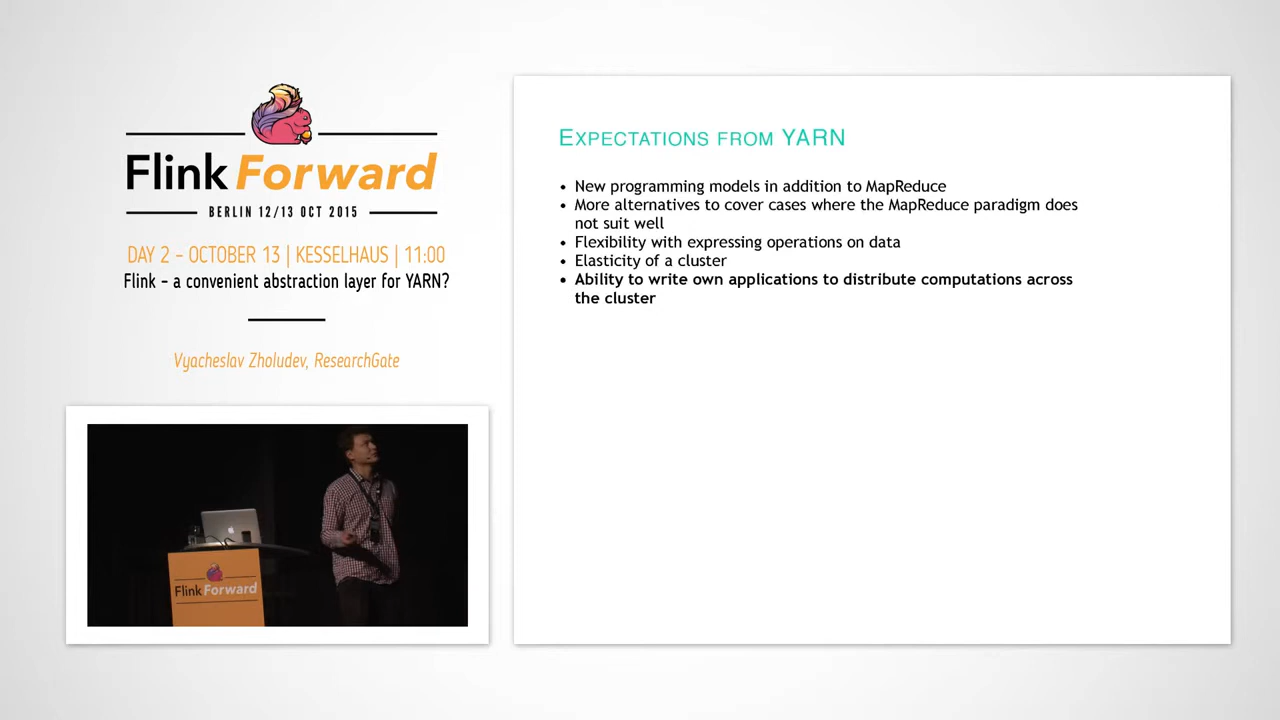 Flink Forward
BERLIN 12/13 OCT 2015
DAY 2 - OCTOBER 13 | KESSELHAUS | 11:00
Flink - a convenient abstraction layer for YARN?
Vyacheslav Zholudev, ResearchGate
Flink Forward
EXPECTATIONS FROM YARN
• New programming models in addition to MapReduce
• More alternatives to cover cases where the MapReduce paradigm does
not suit well
• Flexibility with expressing operations on data
• Elasticity of a cluster
• Ability to write own applications to distribute computations across
the cluster